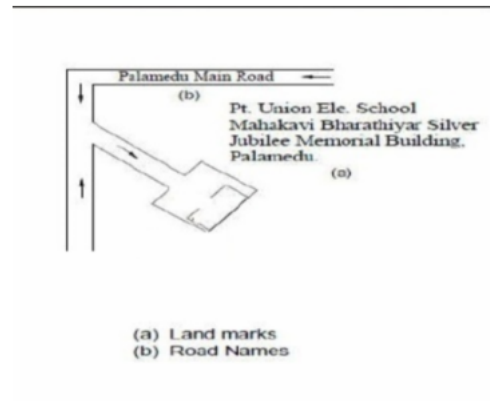 Palamedu Main Road
(b)
Pt. Union Ele. School
Mahakavi Bharathiyar Silver
Jubilee Memorial Building,
Palamedu.
(a)
(a) Land marks
(b) Road Names